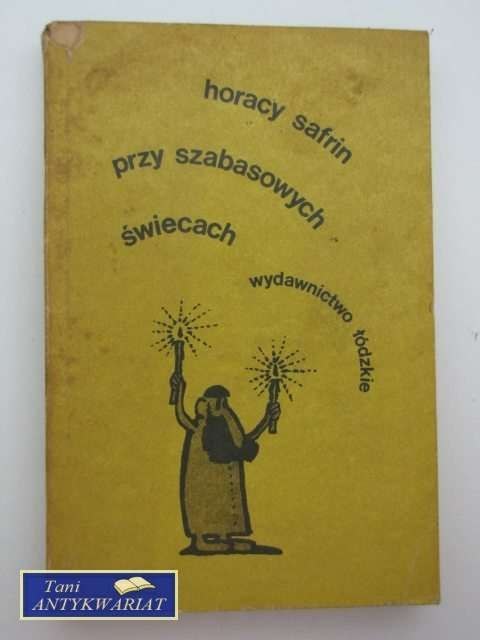 horacy safrin
przy szabasowych
świecach
wydawnictwo łódzkie
Tani
ANTYKWARIAT